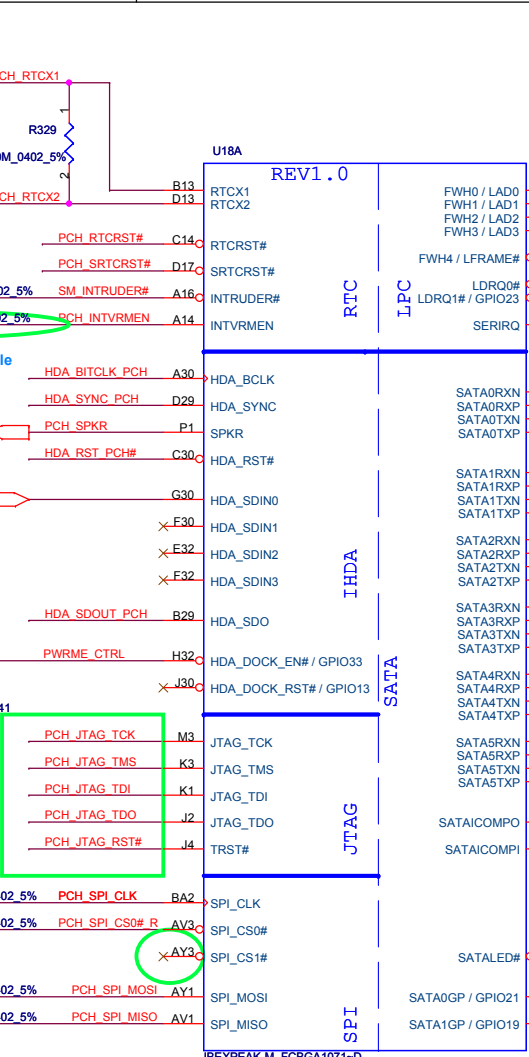 CH_RTCX1
1
R329
0M_0402_5%
2
CH_RTCX2
U18A
REV1.0
B13 RTCX1 FWH0 / LAD0
D13 RTCX2 FWH1 / LAD1
FWH2 / LAD2
FWH3 / LAD3
PCH_RTCRST# C14 RTCRST#
FWH4 / LFRAME#
PCH_SRTCRST# D17 SRTCRST#
LDRQ0#
02_5% SM_INTRUDER# A16 INTRUDER# LDRQ1# / GPIO23
RTC LPC
02_5% PCH_INTVRMEN A14 INTVRMEN SERIRQ
le
HDA_BITCLK_PCH A30 HDA_BCLK
SATA0RXN
HDA_SYNC_PCH D29 HDA_SYNC SATA0RXP
SATA0TXN
PCH_SPKR P1 SPKR SATA0TXP
HDA_RST_PCH# C30 HDA_RST#
SATA1RXN
SATA1RXP
G30 HDA_SDIN0 SATA1TXN
SATA1TXP
F30 HDA_SDIN1
SATA2RXN
E32 HDA_SDIN2 SATA2RXP
SATA2TXN
F32 HDA_SDIN3 SATA2TXP
IHDA
SATA3RXN
HDA_SDOUT_PCH B29 HDA_SDO SATA3RXP
SATA3TXN
SATA3TXP
PWRME_CTRL H32 HDA_DOCK_EN# / GPIO33
SATA
SATA4RXN
J30 HDA_DOCK_RST# / GPIO13 SATA4RXP
SATA4TXN
41
SATA4TXP
PCH_JTAG_TCK M3 JTAG_TCK SATA5RXN
SATA5RXP
PCH_JTAG_TMS K3 JTAG_TMS SATA5TXN
SATA5TXP
PCH_JTAG_TDI K1 JTAG_TDI
PCH_JTAG_TDO J2 JTAG_TDO SATAICOMPO
JTAG
PCH_JTAG_RST# J4 TRST# SATAICOMPI
02_5% PCH_SPI_CLK BA2 SPI_CLK
02_5% PCH_SPI_CS0#_R AV3 SPI_CS0#
AY3 SPI_CS1# SATALED#
02_5% PCH_SPI_MOSI AY1 SPI_MOSI SATA0GP / GPIO21
SPI
02_5% PCH_SPI_MISO AV1 SPI_MISO SATA1GP / GPIO19